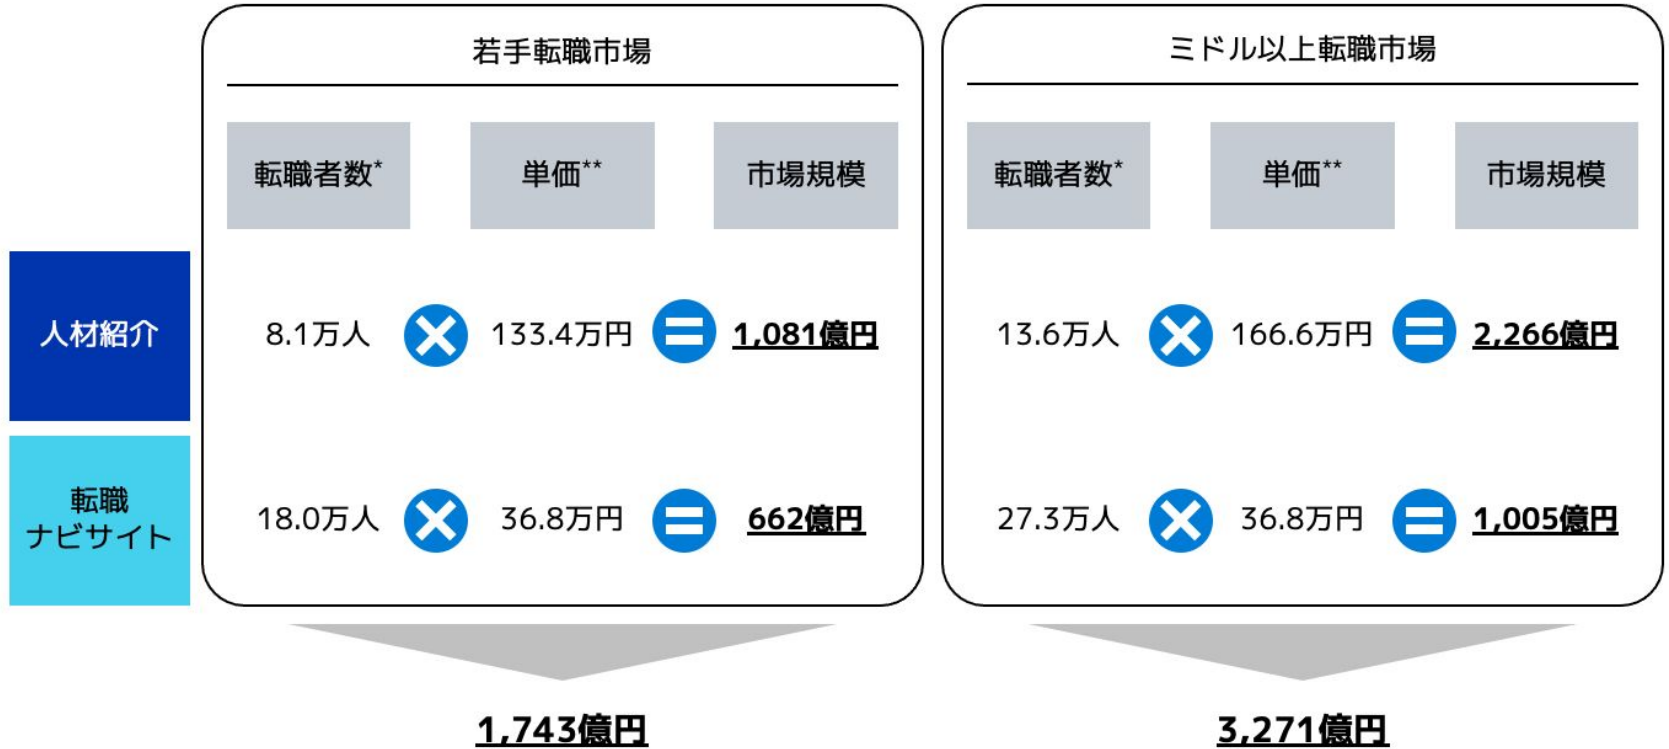 若手転職市場
転職者数* 単価** 市場規模
ミドル以上転職市場
転職者数* 単価** 市場規模
人材紹介
8.1万人 × 133.4万円 = 1,081億円
13.6万人 × 166.6万円 = 2,266億円
転職
ナビサイト
18.0万人 × 36.8万円 = 662億円
27.3万人 × 36.8万円 = 1,005億円
1,743億円
3,271億円